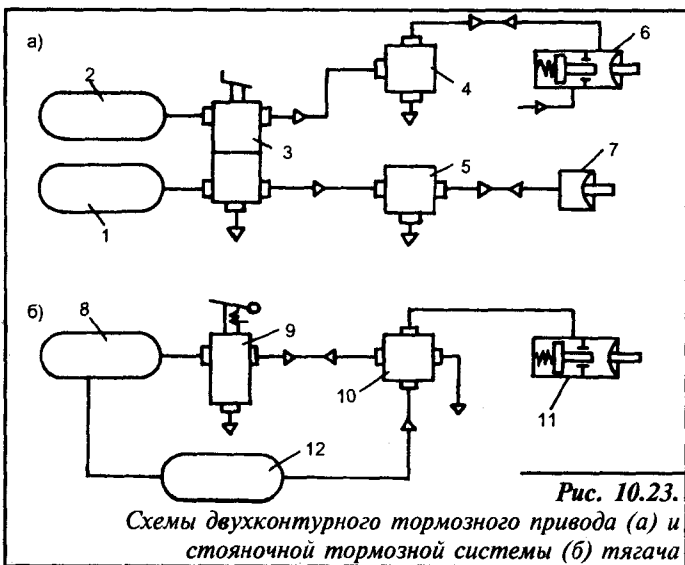 а)
6
2
4
3
7
5
1
б)
8
9
10
11
12
Рис. 10.23.
Схемы двухконтурного тормозного привода (а) и
стояночной тормозной системы (б) тягача